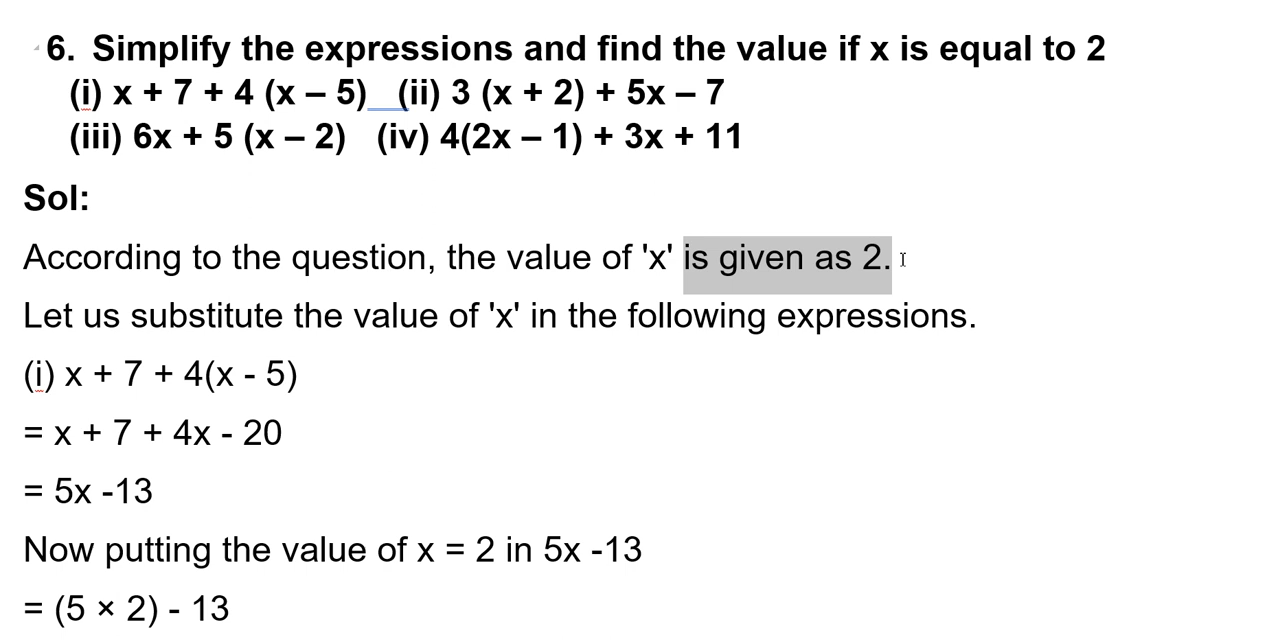 6. Simplify the expressions and find the value if x is equal to 2
(i) x + 7 + 4 (x – 5)   (ii) 3 (x + 2) + 5x – 7
(iii) 6x + 5 (x – 2)   (iv) 4(2x – 1) + 3x + 11
Sol:
According to the question, the value of 'x' is given as 2.
Let us substitute the value of 'x' in the following expressions.
(i) x + 7 + 4(x - 5)
= x + 7 + 4x - 20
= 5x -13
Now putting the value of x = 2 in 5x -13
= (5 × 2) - 13